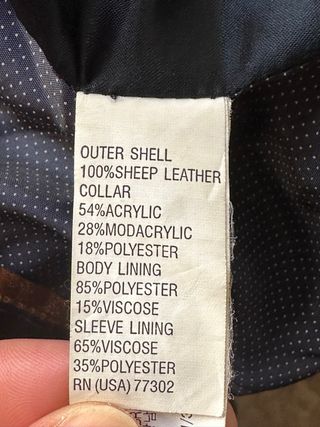 OUTER SHELL
100%SHEEP LEATHER
COLLAR
54%ACRYLIC
28%MODACRYLIC
18%POLYESTER
BODY LINING
85%POLYESTER
15%VISCOSE
SLEEVE LINING
65%VISCOSE
35%POLYESTER
RN (USA) 77302